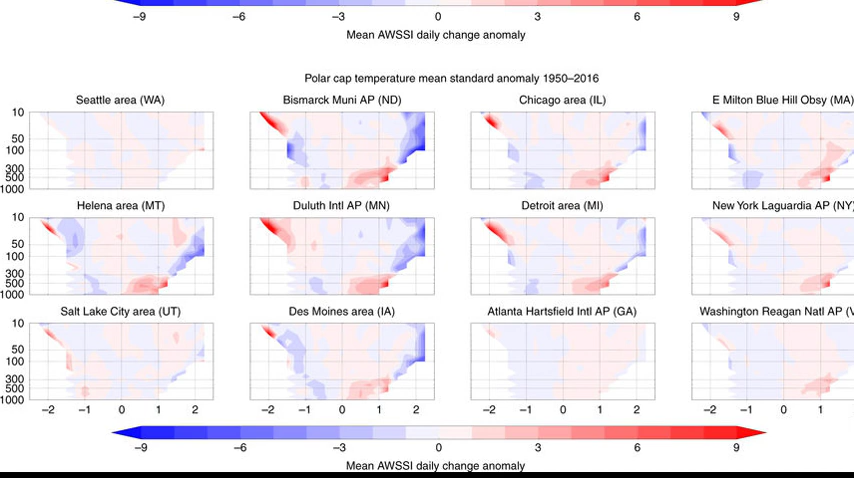 −9 −6 −3 0 3 6 9
Mean AWSSI daily change anomaly
Polar cap temperature mean standard anomaly 1950–2016
Seattle area (WA) Bismarck Muni AP (ND) Chicago area (IL) E Milton Blue Hill Obsy (MA)
10
50
100
300
500
1000
Helena area (MT) Duluth Intl AP (MN) Detroit area (MI) New York Laguardia AP (NY)
10
50
100
300
500
1000
Salt Lake City area (UT) Des Moines area (IA) Atlanta Hartsfield Intl AP (GA) Washington Reagan Natl AP (V
10
50
100
300
500
1000
−2 −1 0 1 2 −2 −1 0 1 2 −2 −1 0 1 2 −2 −1 0 1
−9 −6 −3 0 3 6 9
Mean AWSSI daily change anomaly